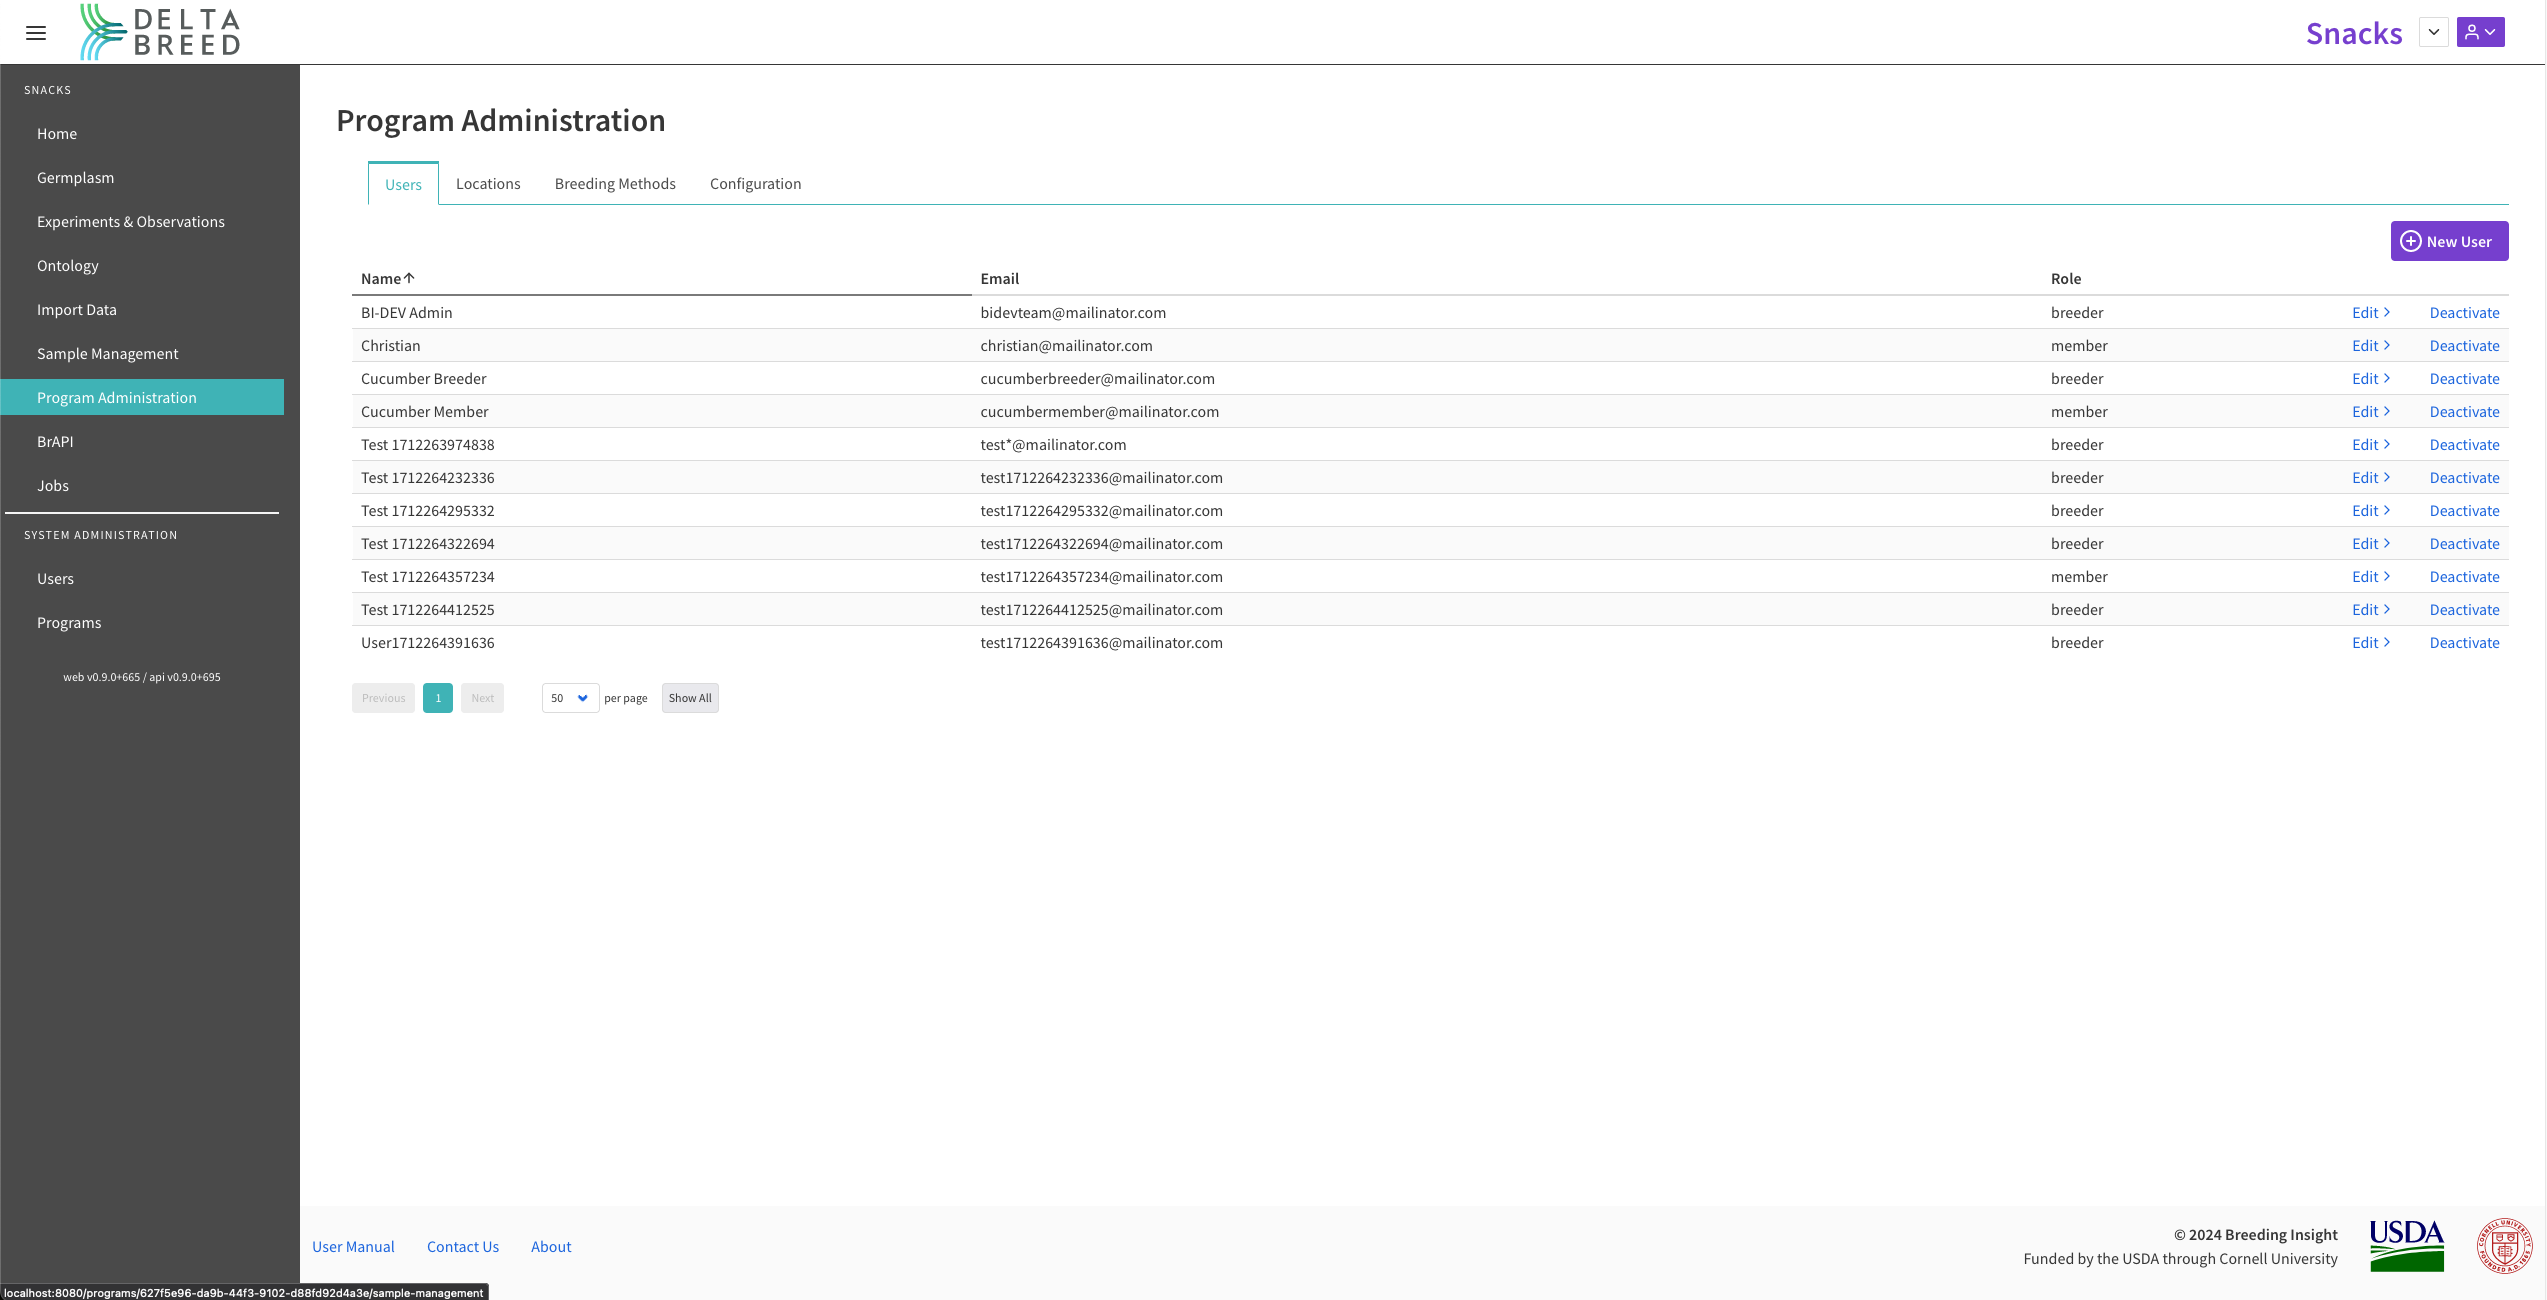 DELTA
BREED
Snacks
SNACKS
Home
Germplasm
Experiments & Observations
Ontology
Import Data
Sample Management
Program Administration
BrAPI
Jobs
SYSTEM ADMINISTRATION
Users
Programs
web v0.9.0+665 / api v0.9.0+695
Program Administration
Users Locations Breeding Methods Configuration
New User
Name Email Role
BI-DEV Admin bidevteam@mailinator.com breeder Edit Deactivate
Christian christian@mailinator.com member Edit Deactivate
Cucumber Breeder cucumberbreeder@mailinator.com breeder Edit Deactivate
Cucumber Member cucumbermember@mailinator.com member Edit Deactivate
Test 1712263974838 test*@mailinator.com breeder Edit Deactivate
Test 1712264232336 test1712264232336@mailinator.com breeder Edit Deactivate
Test 1712264295332 test1712264295332@mailinator.com breeder Edit Deactivate
Test 1712264322694 test1712264322694@mailinator.com breeder Edit Deactivate
Test 1712264357234 test1712264357234@mailinator.com member Edit Deactivate
Test 1712264412525 test1712264412525@mailinator.com breeder Edit Deactivate
User1712264391636 test1712264391636@mailinator.com breeder Edit Deactivate
Previous 1 Next 50 per page Show All
User Manual Contact Us About
© 2024 Breeding Insight
Funded by the USDA through Cornell University
USDA
CORNELL UNIVERSITY
FOUNDED A.D. 1865
localhost:8080/programs/627f5e96-da9b-44f3-9102-d88fd92d4a3e/sample-management